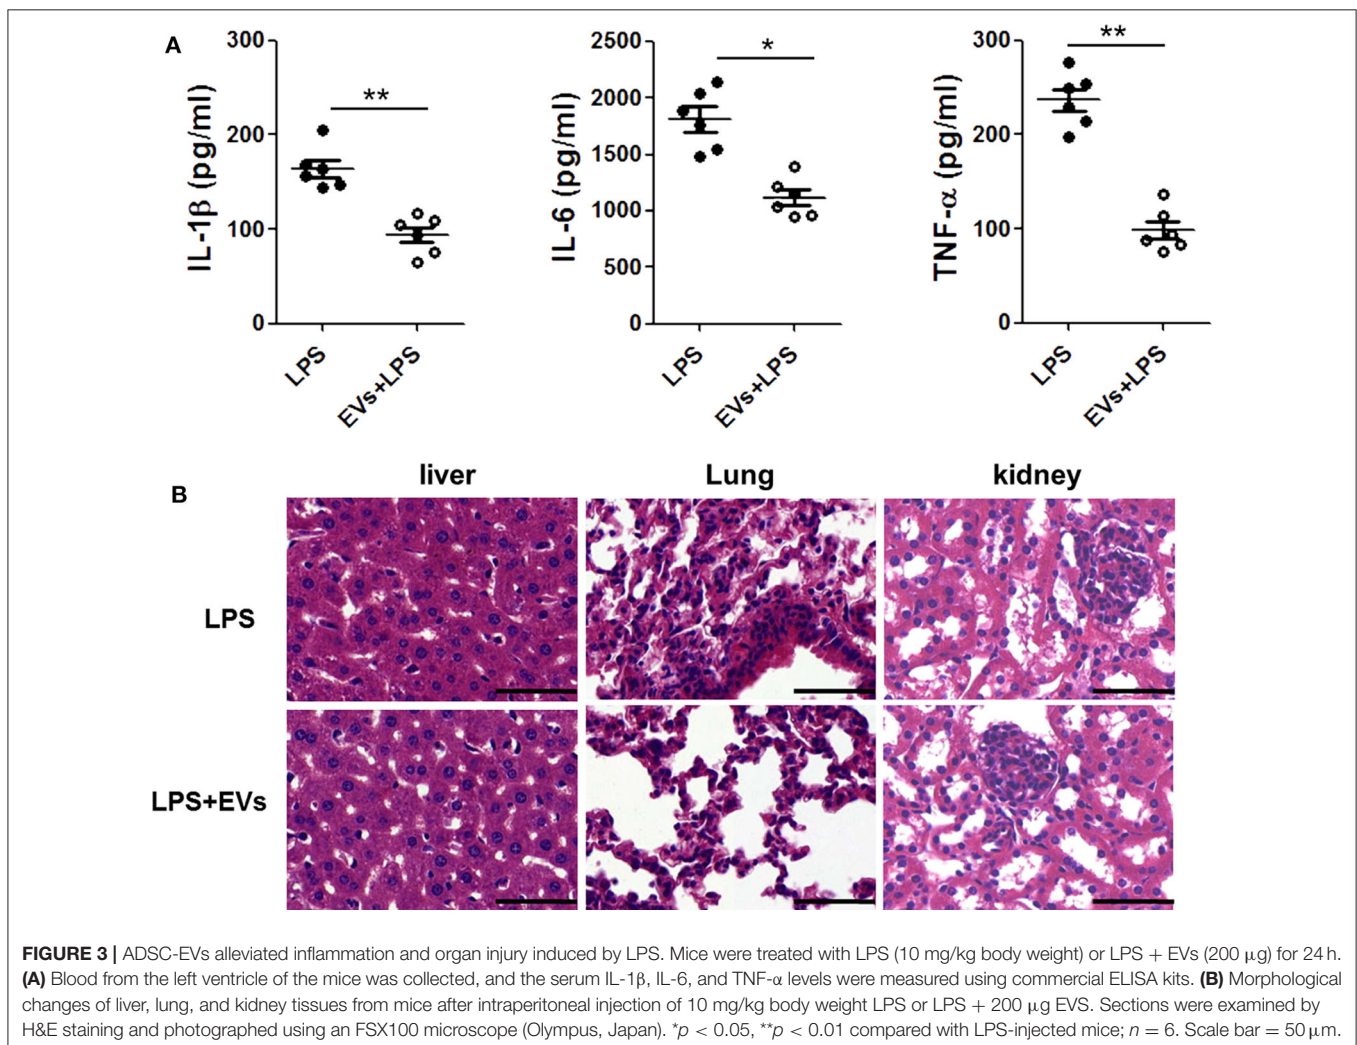 A
300
200
100
0
IL-1β (pg/ml)
**
LPS
EVs+LPS
2500
2000
1500
1000
500
0
IL-6 (pg/ml)
*
LPS
EVs+LPS
300
200
100
0
TNF-α (pg/ml)
**
LPS
EVs+LPS
B
liver Lung kidney
LPS
LPS+EVs
FIGURE 3 | ADSC-EVs alleviated inflammation and organ injury induced by LPS. Mice were treated with LPS (10 mg/kg body weight) or LPS + EVs (200 μg) for 24 h.
(A) Blood from the left ventricle of the mice was collected, and the serum IL-1β, IL-6, and TNF-α levels were measured using commercial ELISA kits. (B) Morphological
changes of liver, lung, and kidney tissues from mice after intraperitoneal injection of 10 mg/kg body weight LPS or LPS + 200 μg EVS. Sections were examined by
H&E staining and photographed using an FSX100 microscope (Olympus, Japan). *p < 0.05, **p < 0.01 compared with LPS-injected mice; n = 6. Scale bar = 50 μm.